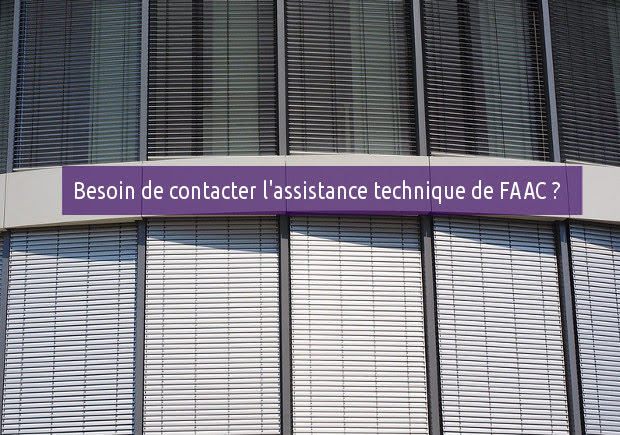 Besoin de contacter l'assistance technique de FAAC ?